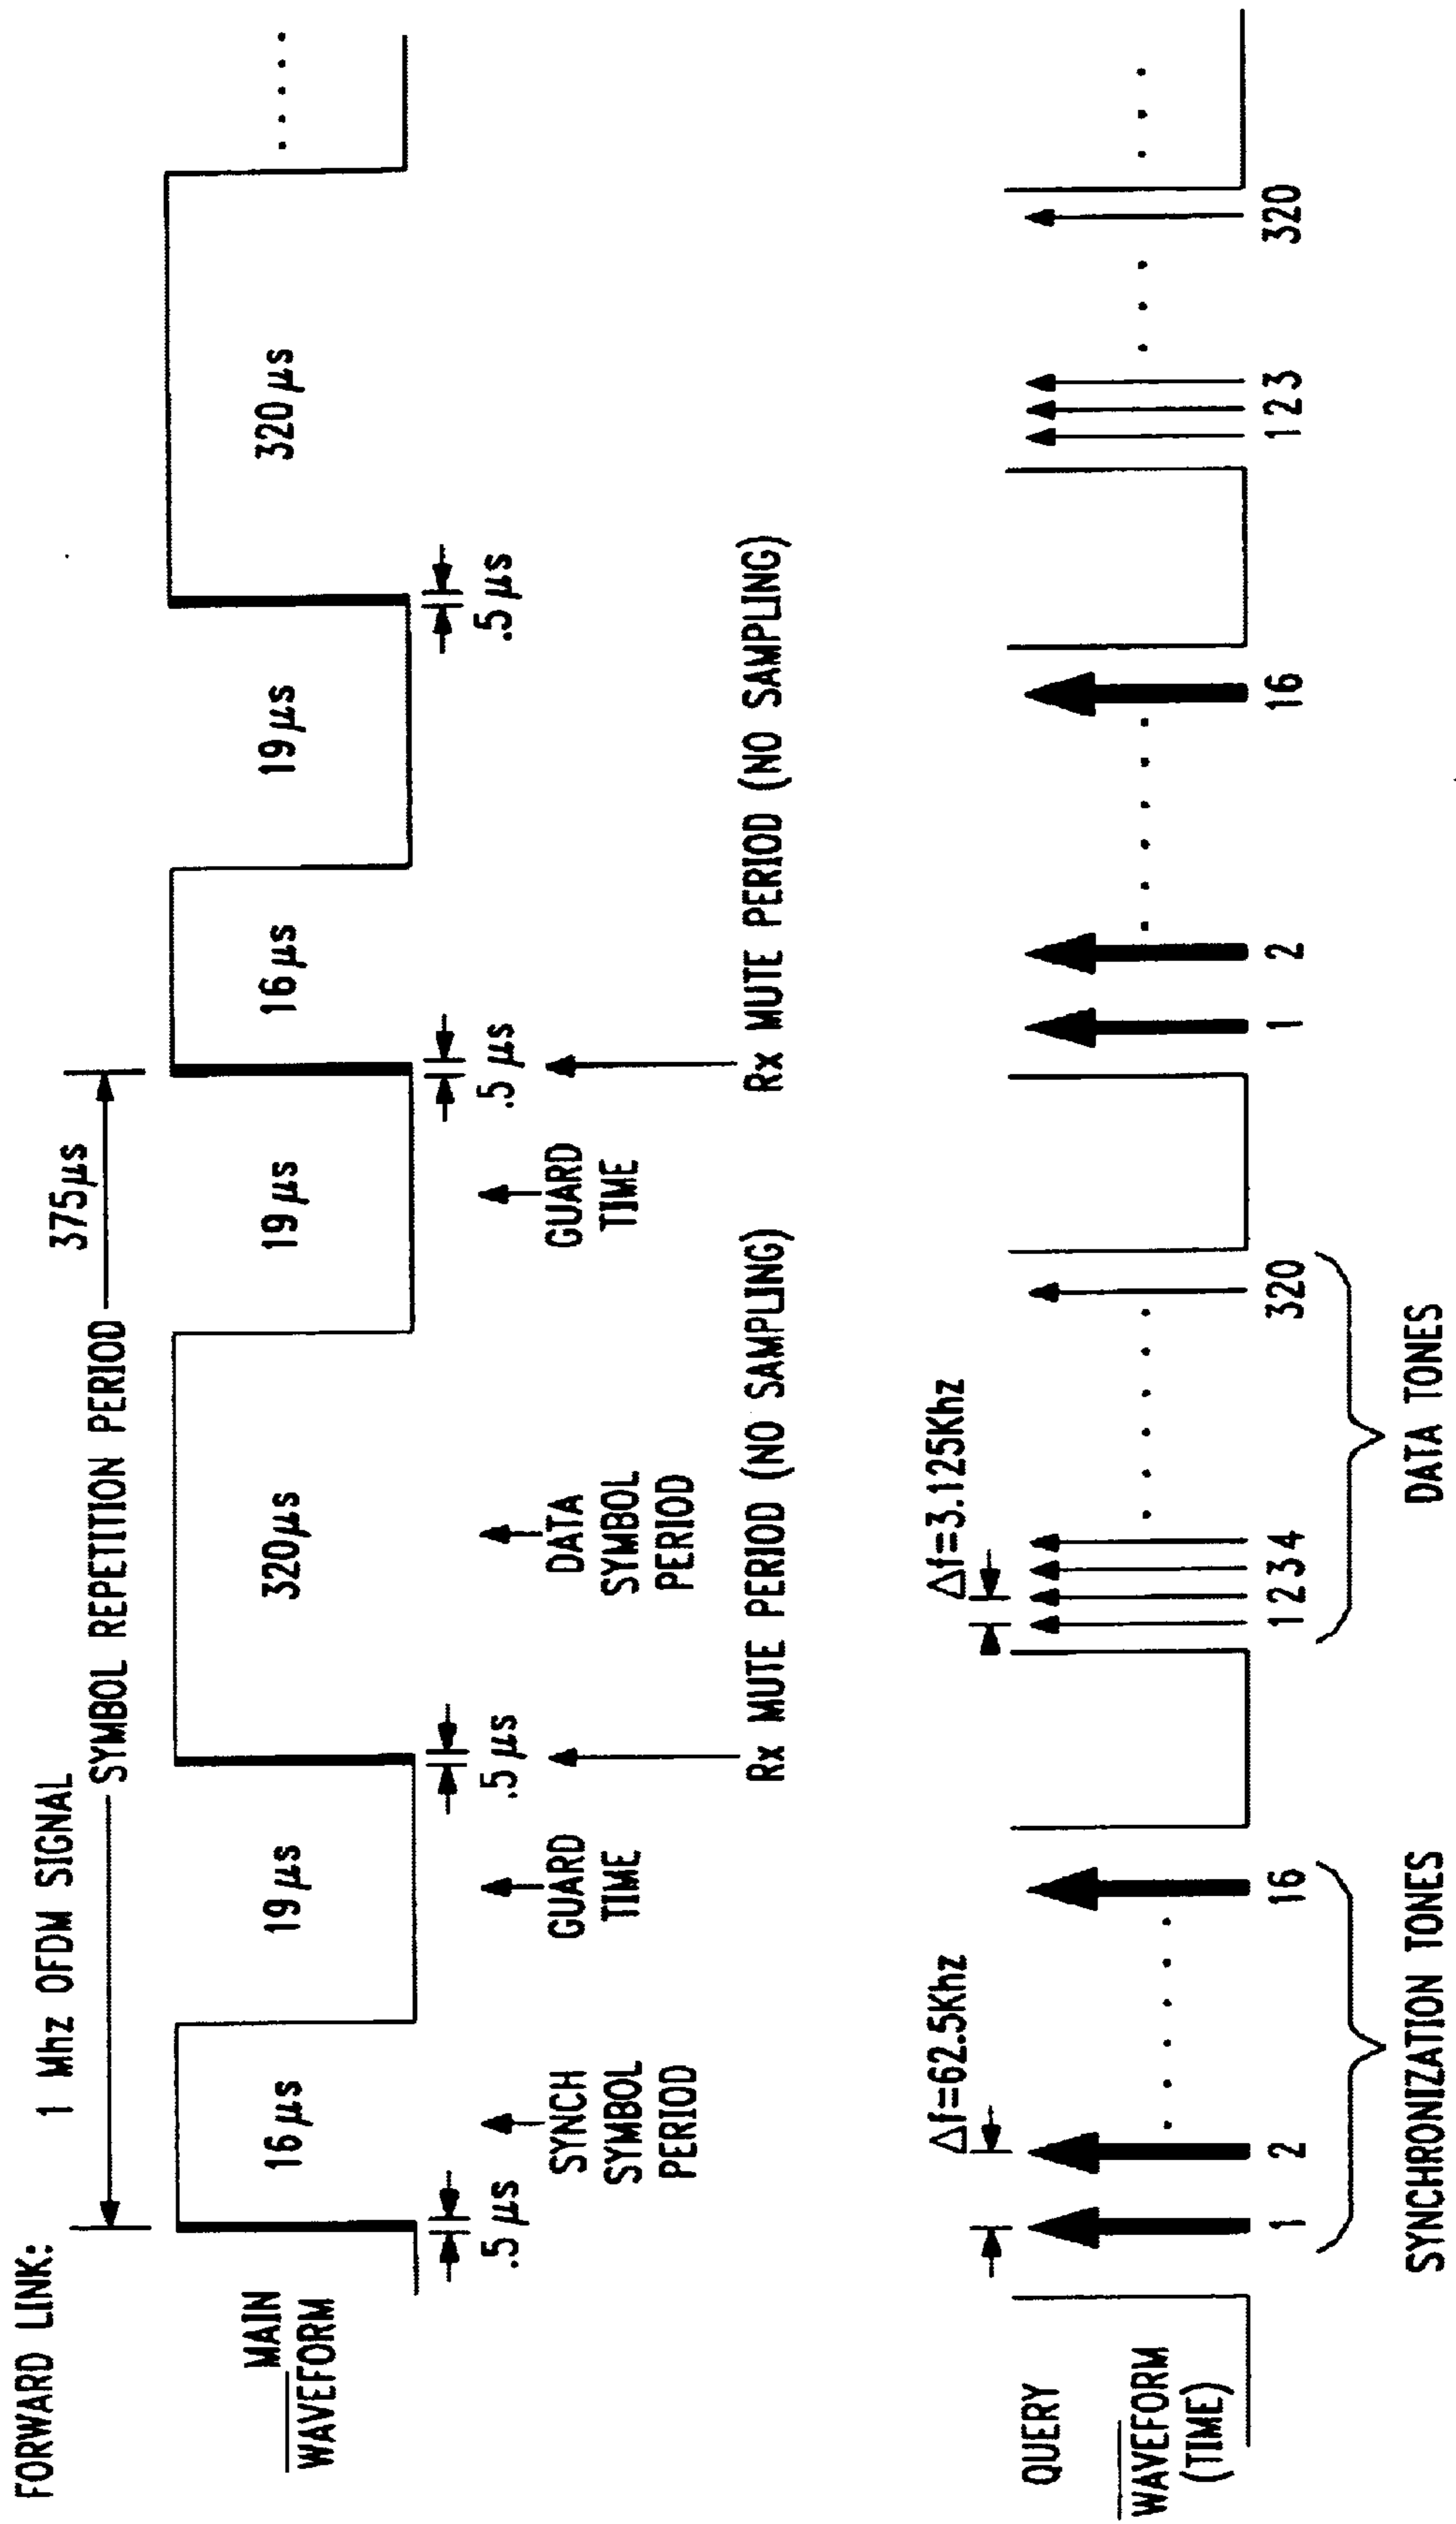 FORWARD LINK:
1 Mhz OFDM SIGNAL
SYMBOL REPETITION PERIOD
375µs
MAIN
WAVEFORM
16µs
19µs
320µs
19µs
16µs
19µs
320µs
.5 µs
.5 µs
.5 µs
.5 µs
SYNCH
SYMBOL
PERIOD
GUARD
TIME
DATA
SYMBOL
PERIOD
GUARD
TIME
Rx MUTE PERIOD (NO SAMPLING)
Rx MUTE PERIOD (NO SAMPLING)
QUERY
WAVEFORM
(TIME)
Δf=62.5Khz
Δf=3.125Khz
1 2 16
1 2 3 4 320
1 2 16
1 2 3 320
SYNCHRONIZATION TONES
DATA TONES